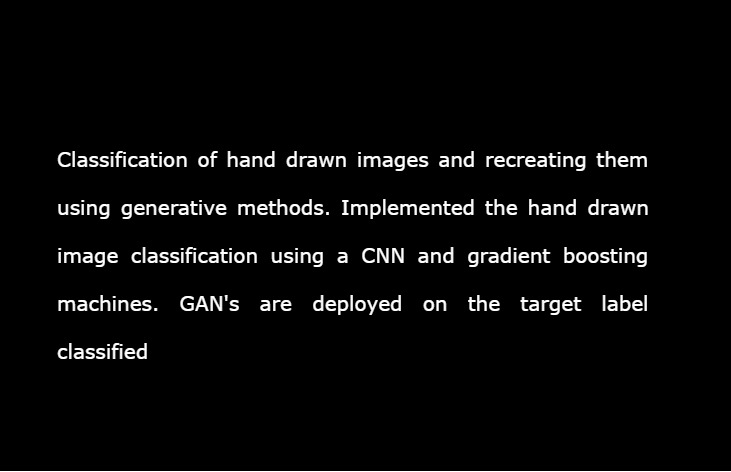 Classification of hand drawn images and recreating them
using generative methods. Implemented the hand drawn
image classification using a CNN and gradient boosting
machines. GAN's are deployed on the target label
classified